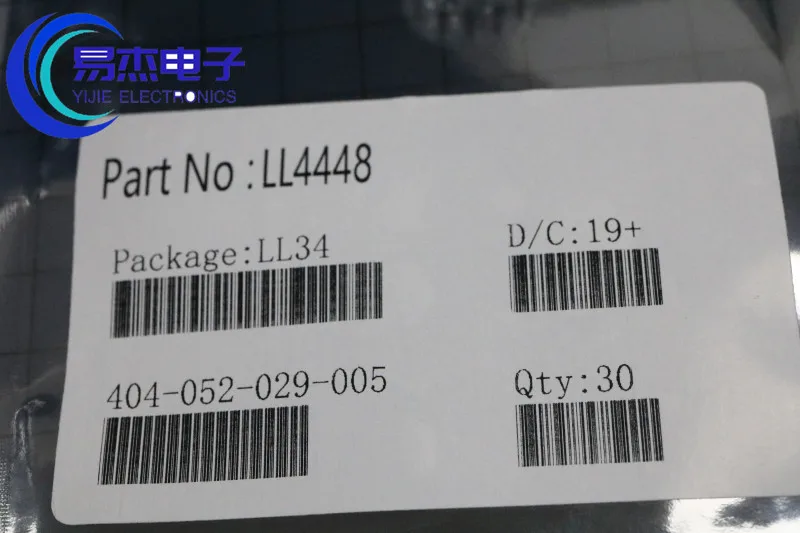 易杰电子
YIJIE ELECTRONICS
Part No :LL4448
Package:LL34
D/C:19+
404-052-029-005
Qty:30